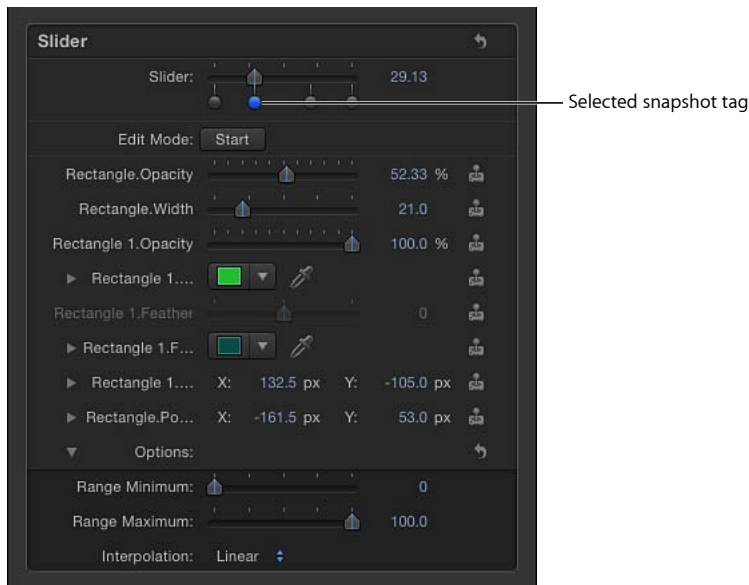 Slider
Slider: 29.13
Selected snapshot tag
Edit Mode: Start
Rectangle.Opacity 52.33 %
Rectangle.Width 21.0
Rectangle 1.Opacity 100.0 %
Rectangle 1....
Rectangle 1.Feather 0
Rectangle 1.F...
Rectangle 1.... X: 132.5 px Y: -105.0 px
Rectangle.Po... X: -161.5 px Y: 53.0 px
Options:
Range Minimum: 0
Range Maximum: 100.0
Interpolation: Linear